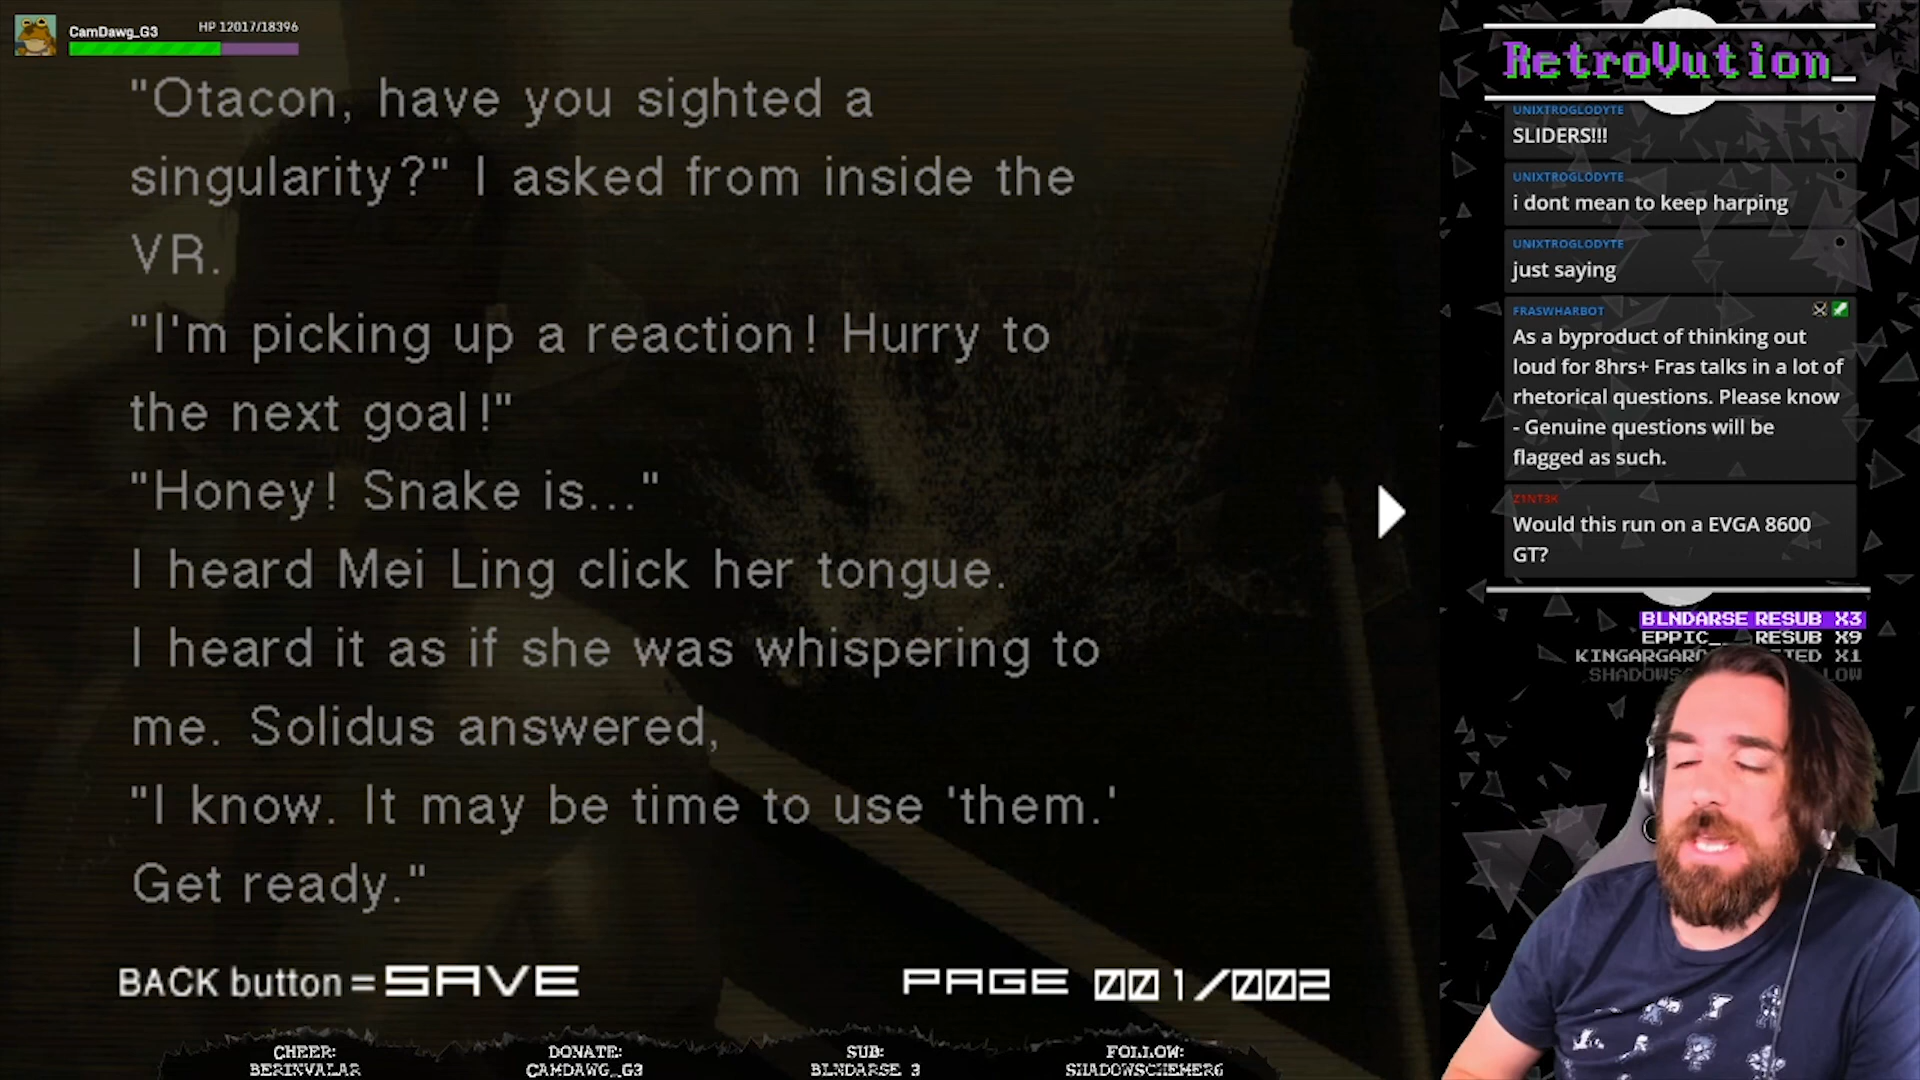 CamDawg_G3
HP 12017/18396
"Otacon, have you sighted a
singularity?" I asked from inside the
VR.
"I'm picking up a reaction! Hurry to
the next goal!"
"Honey! Snake is..."
I heard Mei Ling click her tongue.
I heard it as if she was whispering to
me. Solidus answered,
"I know. It may be time to use 'them.'
Get ready."
BACK button = SAVE
PAGE 001/002
RetroVution_
UNIXTROGLODYTE
SLIDERS!!!
UNIXTROGLODYTE
i dont mean to keep harping
UNIXTROGLODYTE
just saying
FRASWHARBOT
As a byproduct of thinking out
loud for 8hrs+ Fras talks in a lot of
rhetorical questions. Please know
- Genuine questions will be
flagged as such.
Z1NT3K
Would this run on a EVGA 8600
GT?
BLNDARSE RESUB X3
EPPIC_ RESUB X9
X1
CHEER:
BERINVALAR
DONATE:
CAMDAWG_G3
SUB:
BLNDARSE 3
FOLLOW:
SHADOWSCHEMER6